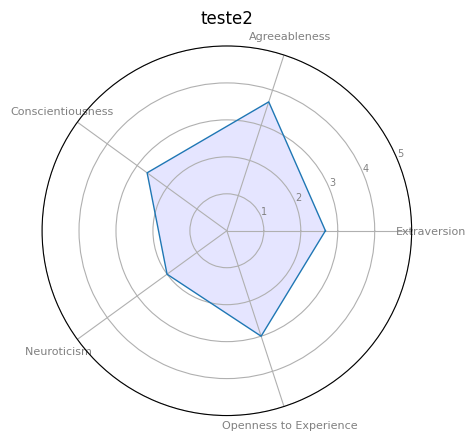 teste2
Agreeableness
Conscientiousness
5
4
3
2
1
Extraversion
Neuroticism
Openness to Experience